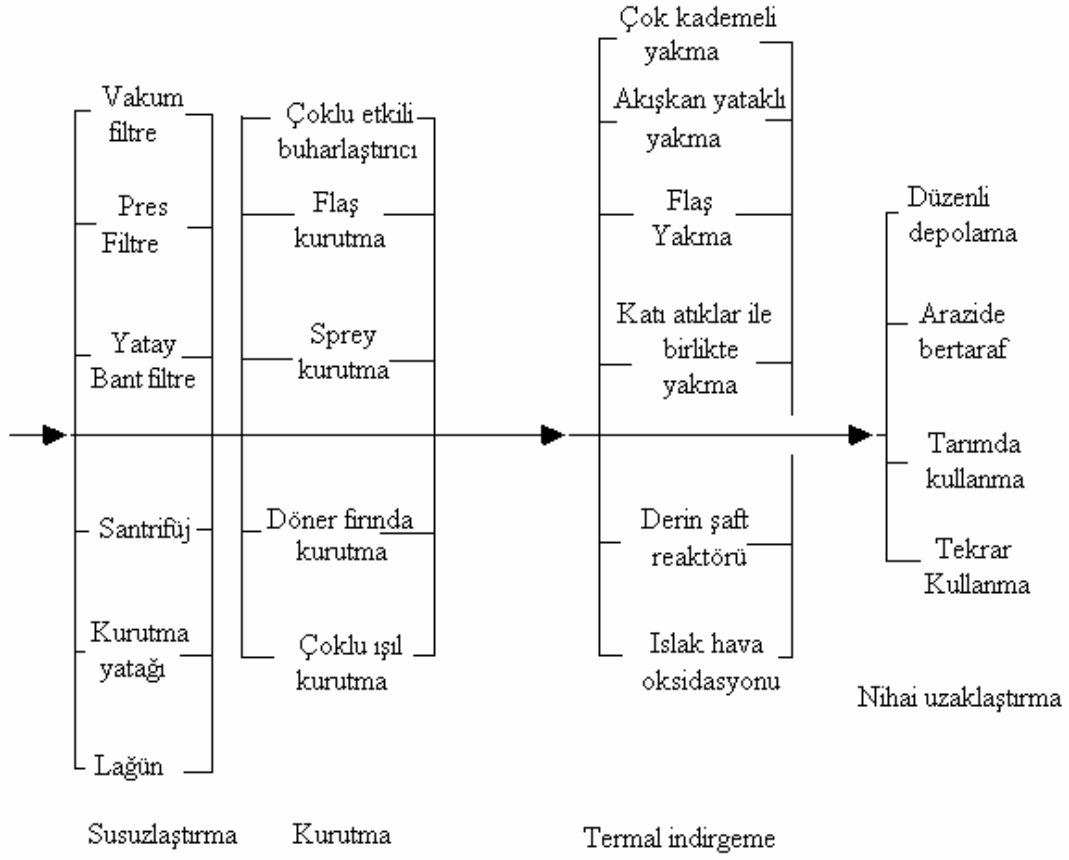 Vakum
filtre
Pres
Filtre
Yatay
Bant filtre
Santrifüj
Kurutma
yatağı
Lağün
Susuzlaştırma
Çoklu etkili
buharlaştırıcı
Flaş
kurutma
Sprey
kurutma
Döner fırında
kurutma
Çoklu ışıl
kurutma
Kurutma
Çok kademeli
yakma
Akışkan yataklı
yakma
Flaş
Yakma
Katı atıklar ile
birlikte
yakma
Derin şaft
reaktörü
Islak hava
oksidasyonu
Termal indirgeme
Düzenli
depolama
Arazide
bertaraf
Tarımda
kullanma
Tekrar
Kullanma
Nihai uzaklaştırma